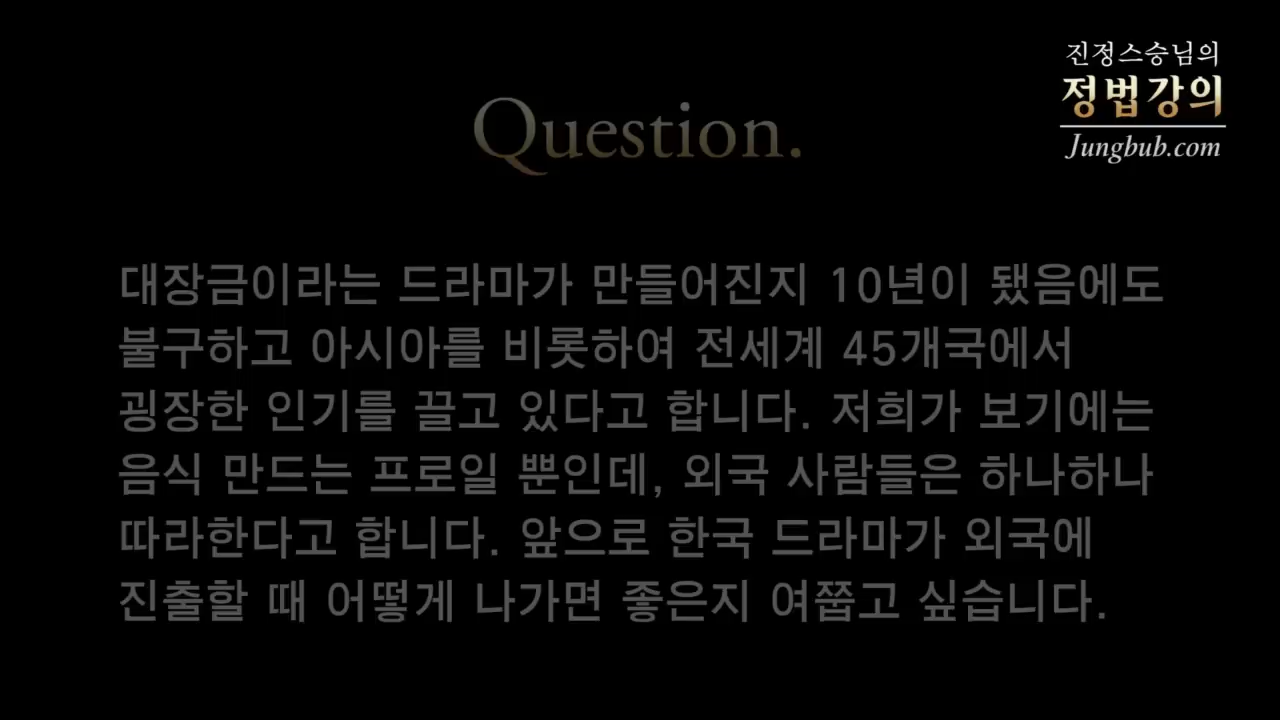 진정스승님의
정법강의
Jungbub.com
Question.
대장금이라는 드라마가 만들어진지 10년이 됐음에도
불구하고 아시아를 비롯하여 전세계 45개국에서
굉장한 인기를 끌고 있다고 합니다. 저희가 보기에는
음식 만드는 프로일 뿐인데, 외국 사람들은 하나하나
따라한다고 합니다. 앞으로 한국 드라마가 외국에
진출할 때 어떻게 나가면 좋은지 여쭙고 싶습니다.